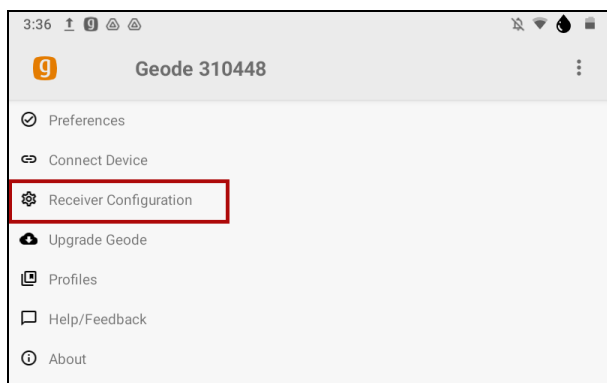 3:36 g
g Geode 310448
Preferences
Connect Device
Receiver Configuration
Upgrade Geode
Profiles
Help/Feedback
About